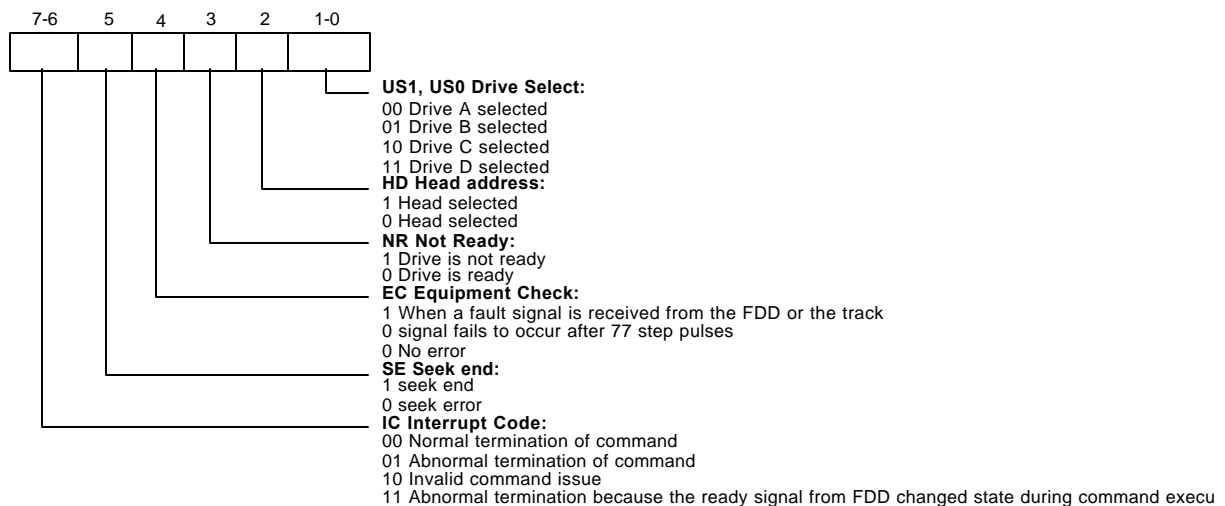 7-6 5 4 3 2 1-0
US1, US0 Drive Select:
00 Drive A selected
01 Drive B selected
10 Drive C selected
11 Drive D selected
HD Head address:
1 Head selected
0 Head selected
NR Not Ready:
1 Drive is not ready
0 Drive is ready
EC Equipment Check:
1 When a fault signal is received from the FDD or the track
0 signal fails to occur after 77 step pulses
0 No error
SE Seek end:
1 seek end
0 seek error
IC Interrupt Code:
00 Normal termination of command
01 Abnormal termination of command
10 Invalid command issue
11 Abnormal termination because the ready signal from FDD changed state during command execu